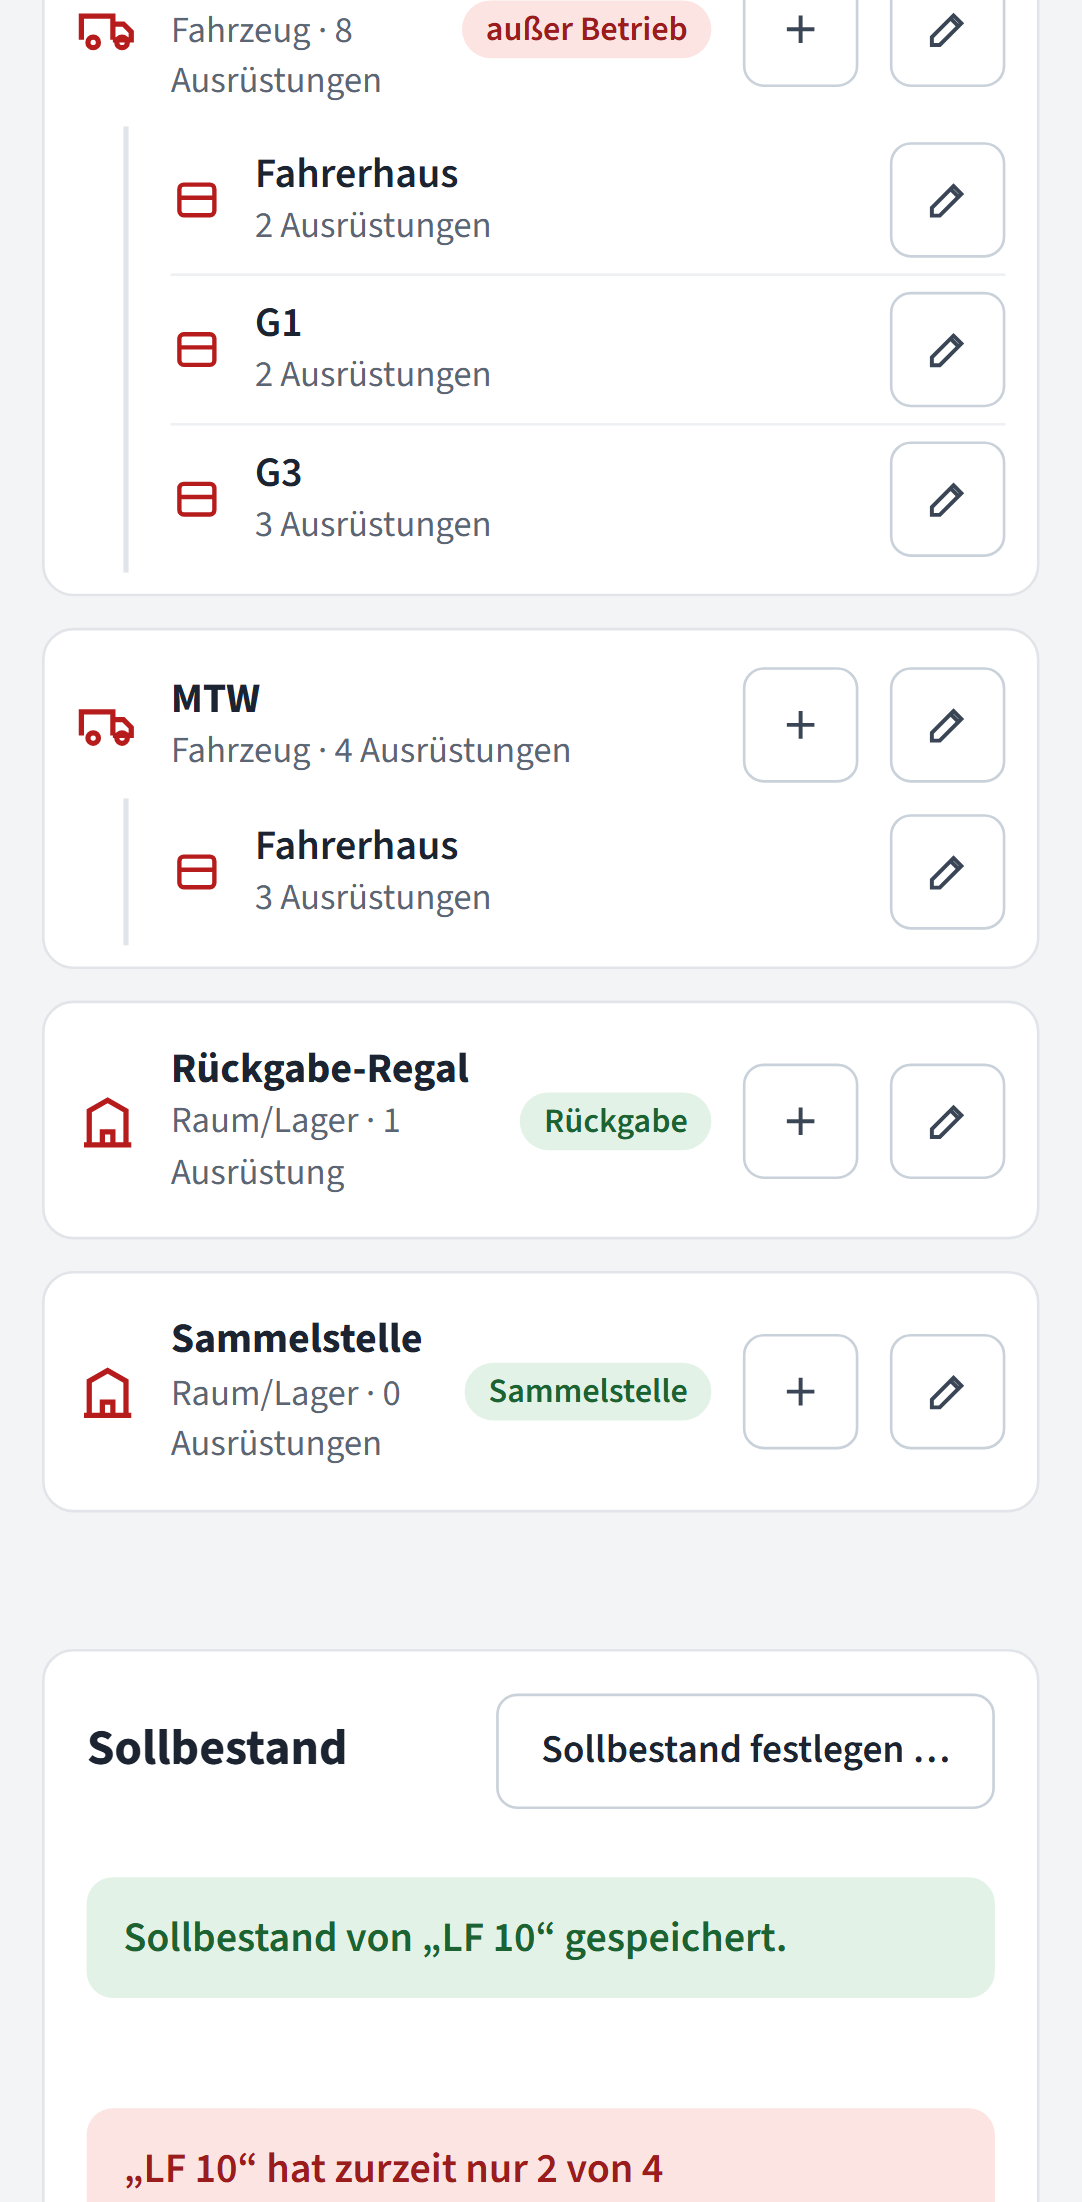 Fahrzeug · 8
Ausrüstungen
außer Betrieb
Fahrerhaus
2 Ausrüstungen
G1
2 Ausrüstungen
G3
3 Ausrüstungen
MTW
Fahrzeug · 4 Ausrüstungen
Fahrerhaus
3 Ausrüstungen
Rückgabe-Regal
Raum/Lager · 1
Ausrüstung
Rückgabe
Sammelstelle
Raum/Lager · 0
Ausrüstungen
Sammelstelle
Sollbestand
Sollbestand festlegen …
Sollbestand von „LF 10“ gespeichert.
„LF 10“ hat zurzeit nur 2 von 4